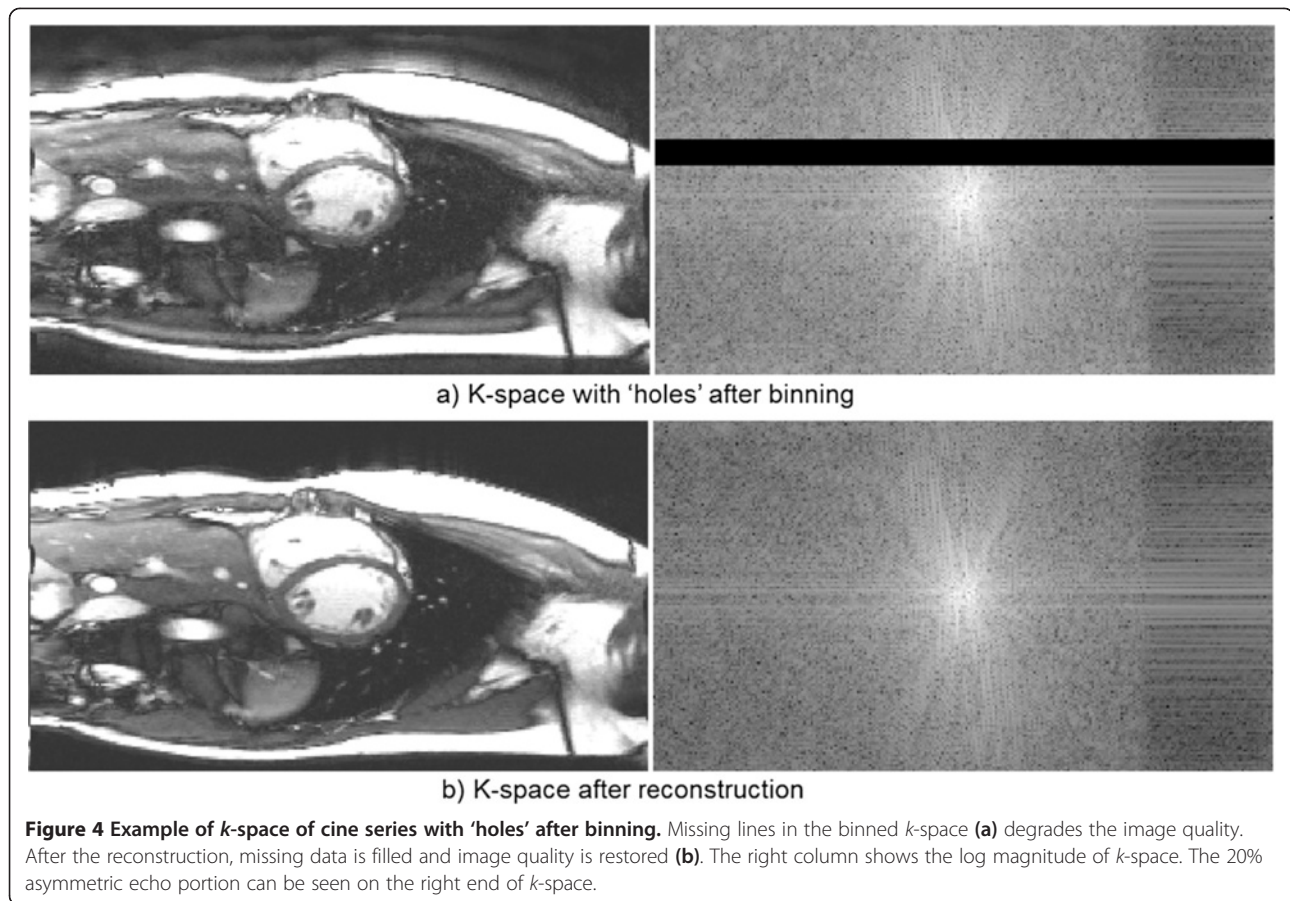 a) K-space with ‘holes’ after binning
b) K-space after reconstruction
Figure 4 Example of k-space of cine series with ‘holes’ after binning. Missing lines in the binned k-space (a) degrades the image quality.
After the reconstruction, missing data is filled and image quality is restored (b). The right column shows the log magnitude of k-space. The 20%
asymmetric echo portion can be seen on the right end of k-space.